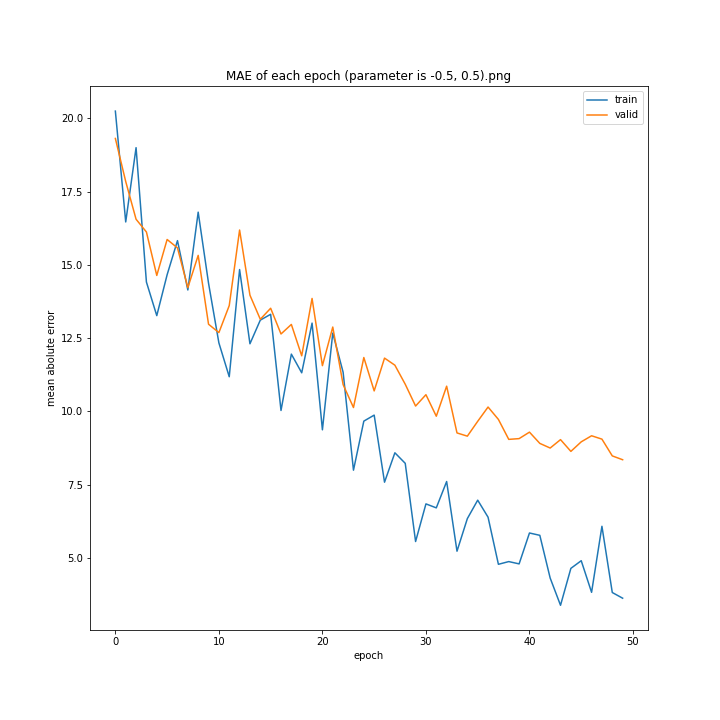 MAE of each epoch (parameter is -0.5, 0.5).png
train
valid
20.0
17.5
15.0
12.5
10.0
7.5
5.0
mean abolute error
0
10
20
30
40
50
epoch